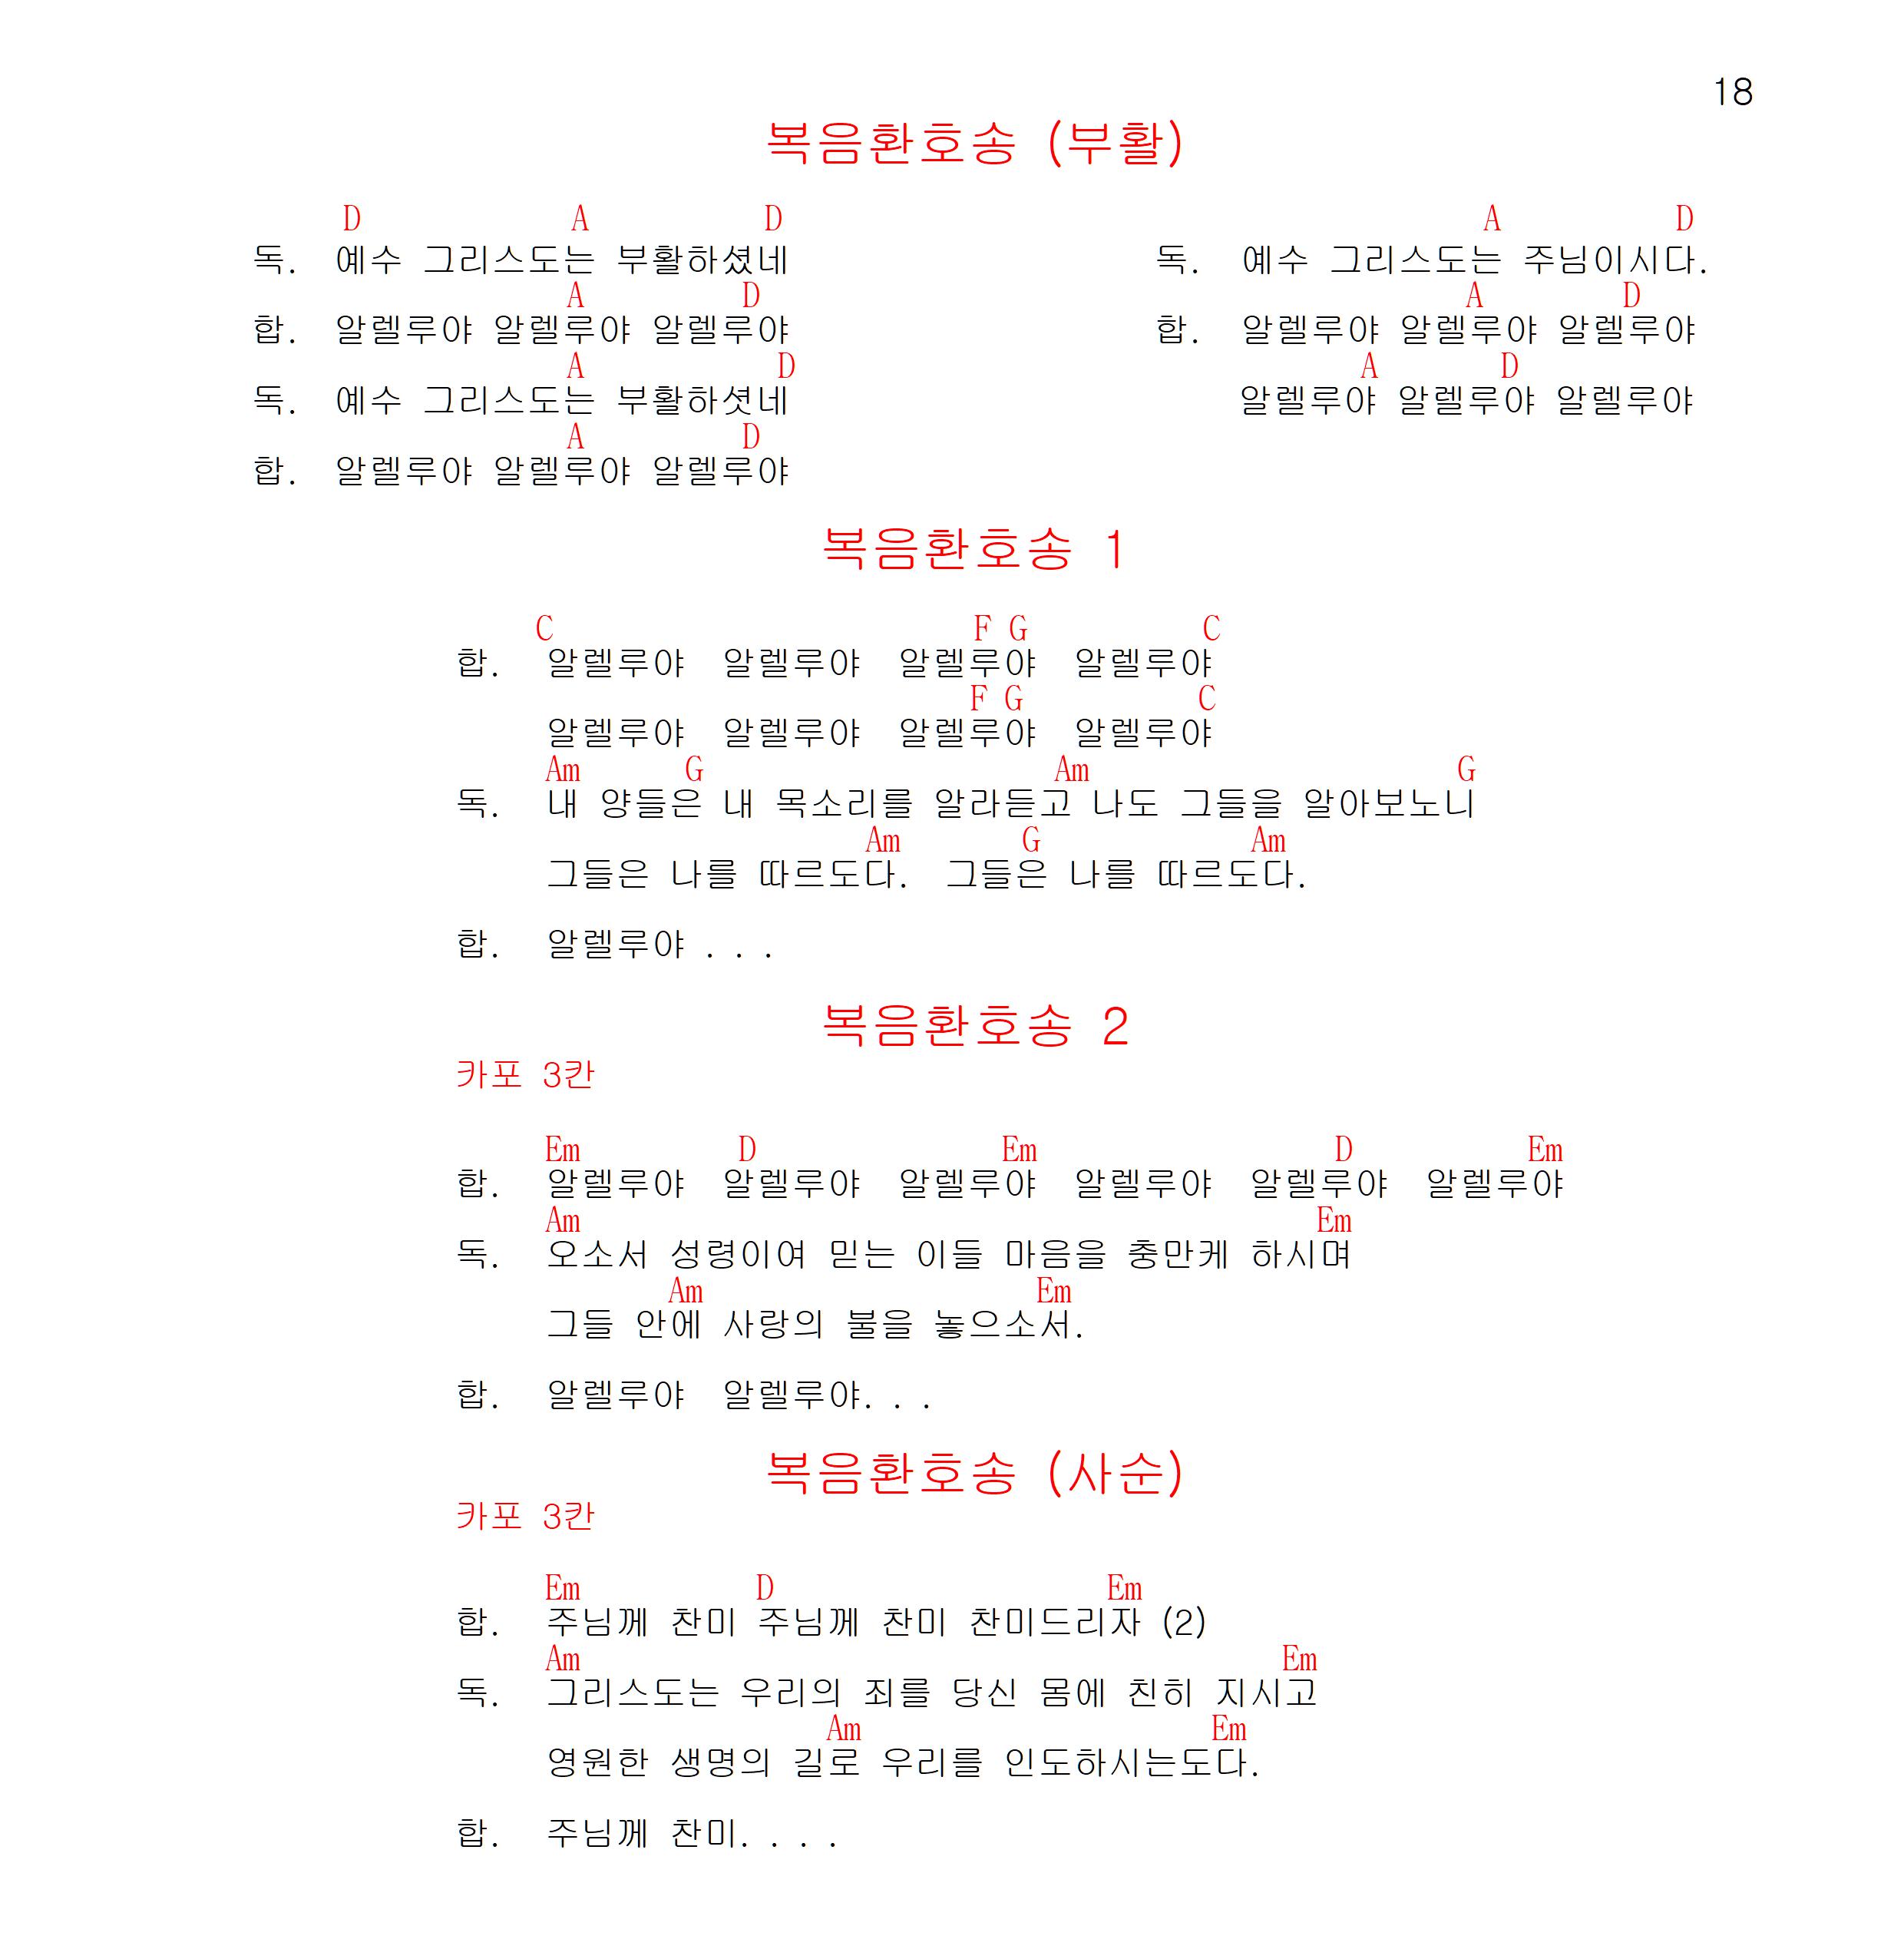 18
복음환호송 (부활)
D A D
독. 예수 그리스도는 부활하셨네
A D
합. 알렐루야 알렐루야 알렐루야
A D
독. 예수 그리스도는 부활하셧네
A D
합. 알렐루야 알렐루야 알렐루야
A D
독. 예수 그리스도는 주님이시다.
A D
합. 알렐루야 알렐루야 알렐루야
A D
알렐루야 알렐루야 알렐루야
복음환호송 1
C F G C
합. 알렐루야 알렐루야 알렐루야 알렐루야
F G C
알렐루야 알렐루야 알렐루야 알렐루야
Am G Am G
독. 내 양들은 내 목소리를 알라듣고 나도 그들을 알아보노니
Am G Am
그들은 나를 따르도다. 그들은 나를 따르도다.
합. 알렐루야 . . .
복음환호송 2
카포 3칸
Em D Em D Em
합. 알렐루야 알렐루야 알렐루야 알렐루야 알렐루야 알렐루야
Am Em
독. 오소서 성령이여 믿는 이들 마음을 충만케 하시며
Am Em
그들 안에 사랑의 불을 놓으소서.
합. 알렐루야 알렐루야. . .
복음환호송 (사순)
카포 3칸
Em D Em
합. 주님께 찬미 주님께 찬미 찬미드리자 (2)
Am Em
독. 그리스도는 우리의 죄를 당신 몸에 친히 지시고
Am Em
영원한 생명의 길로 우리를 인도하시는도다.
합. 주님께 찬미. . . .